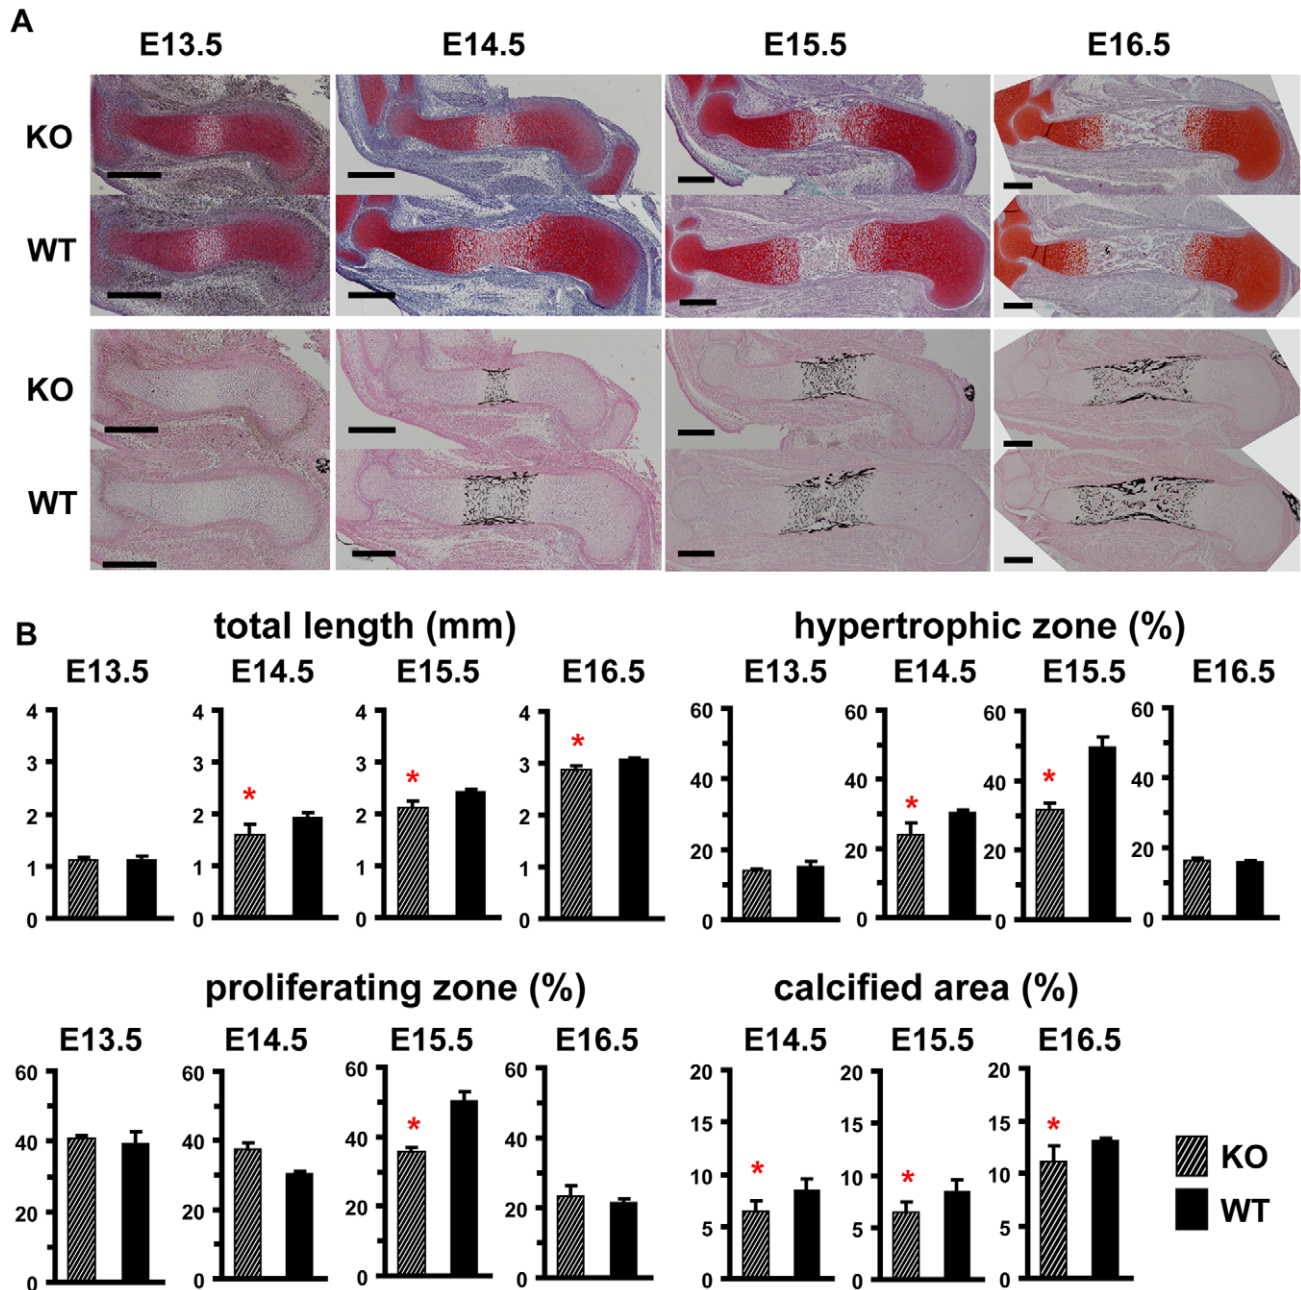 A
E13.5 E14.5 E15.5 E16.5
KO
WT
KO
WT
B
total length (mm) hypertrophic zone (%)
E13.5 E14.5 E15.5 E16.5 E13.5 E14.5 E15.5 E16.5
4 4 4 4 60 60 60 60
3 3 3 3
40 40 40 40
2 2 2 2
20 20 20 20
1 1 1 1
0 0 0 0 0 0 0 0
* * * * *
proliferating zone (%) calcified area (%)
E13.5 E14.5 E15.5 E16.5 E14.5 E15.5 E16.5
60 60 60 60 20 20 20
15 15 15
40 40 40 40
10 10 10
20 20 20 20
5 5 5
0 0 0 0 0 0 0
* * * *
KO
WT